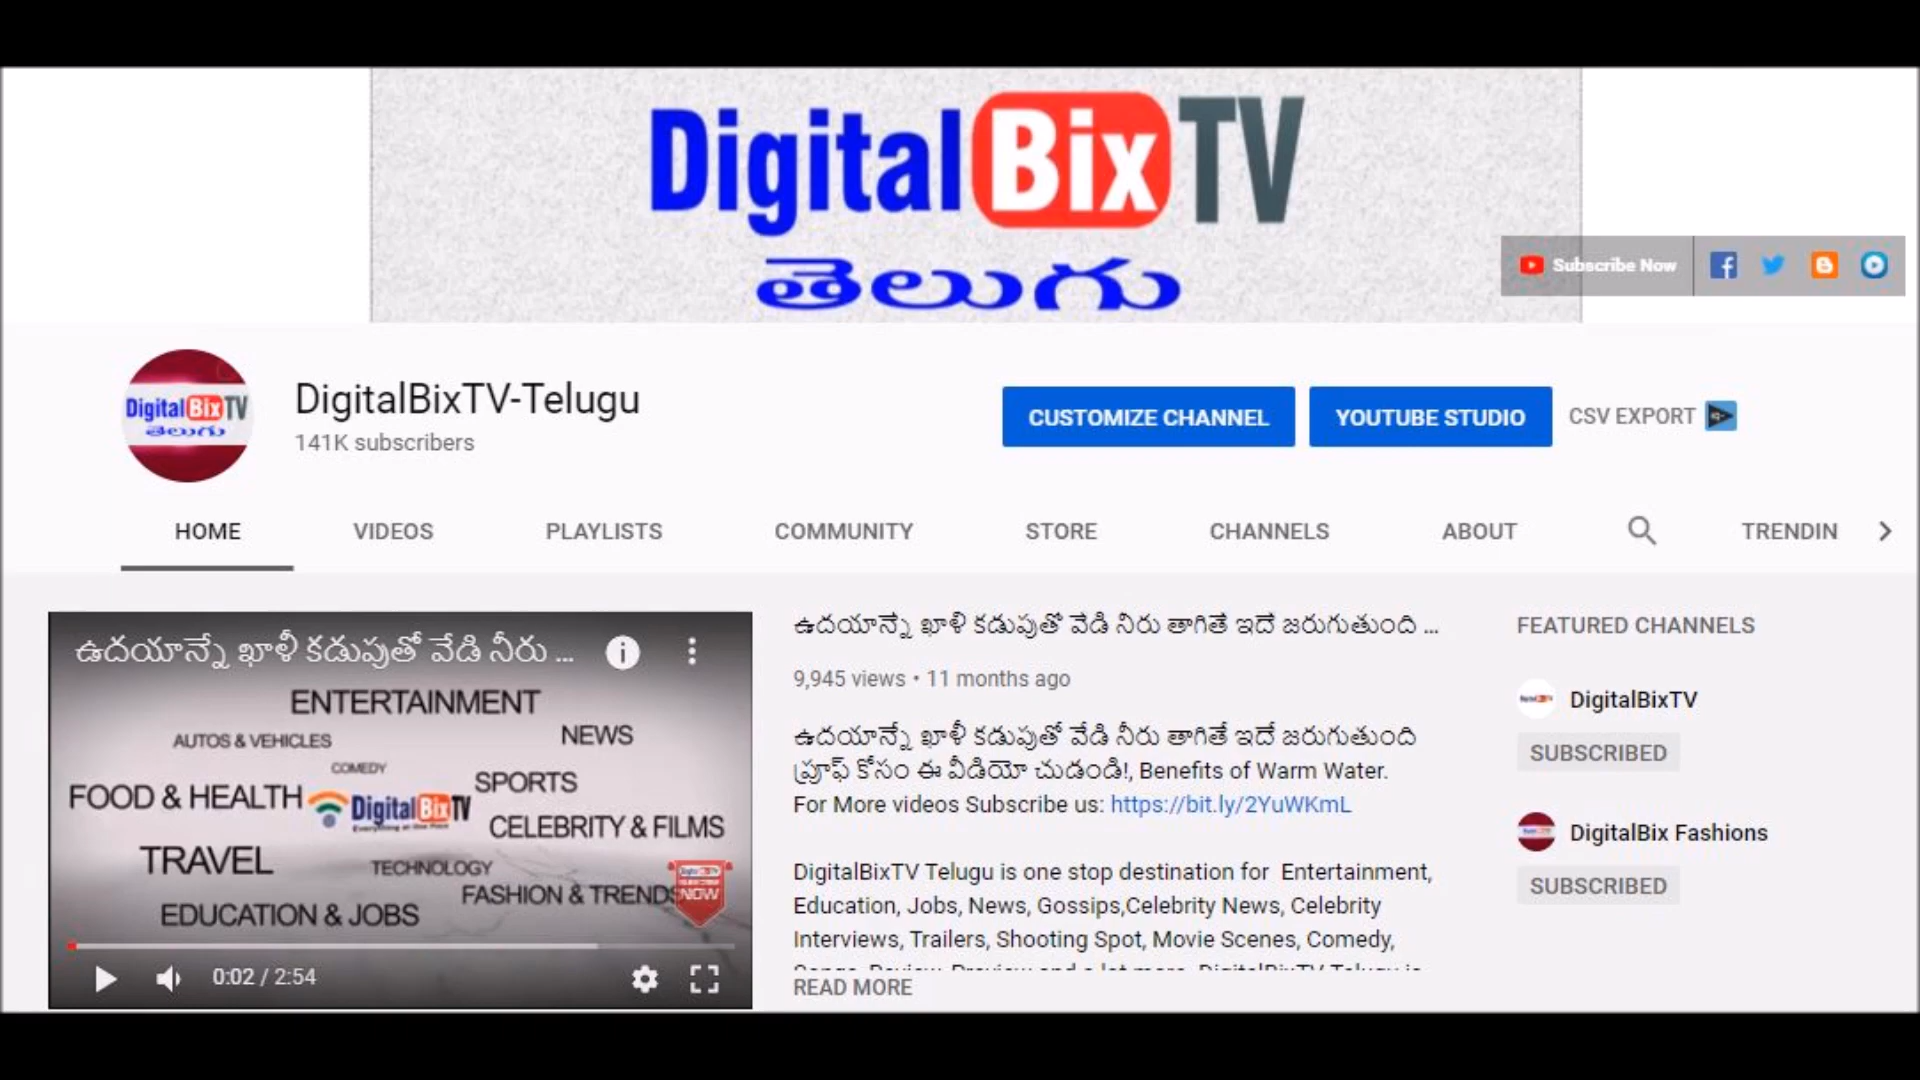 DigitalBixTV
తెలుగు
Subscribe Now
DigitalBixTV
తెలుగు
DigitalBixTV-Telugu
141K subscribers
CUSTOMIZE CHANNEL
YOUTUBE STUDIO
CSV EXPORT
HOME
VIDEOS
PLAYLISTS
COMMUNITY
STORE
CHANNELS
ABOUT
TRENDIN
ఉదయాన్నే ఖాళీ కడుపుతో వేడి నీరు ...
ENTERTAINMENT
AUTOS & VEHICLES
NEWS
COMEDY
FOOD & HEALTH
SPORTS
DigitalBixTV
CELEBRITY & FILMS
TRAVEL
TECHNOLOGY
FASHION & TRENDS
NOW
EDUCATION & JOBS
0:02 / 2:54
ఉదయాన్నే ఖాళీ కడుపుతో వేడి నీరు తాగితే ఇదే జరుగుతుంది ...
9,945 views • 11 months ago
ఉదయాన్నే ఖాళీ కడుపుతో వేడి నీరు తాగితే ఇదే జరుగుతుంది
ప్రూఫ్ కోసం ఈ వీడియో చుడండి!, Benefits of Warm Water.
For More videos Subscribe us: https://bit.ly/2YuWKmL
DigitalBixTV Telugu is one stop destination for Entertainment,
Education, Jobs, News, Gossips,Celebrity News, Celebrity
Interviews, Trailers, Shooting Spot, Movie Scenes, Comedy,
READ MORE
FEATURED CHANNELS
DigitalBixTV
SUBSCRIBED
DigitalBix Fashions
SUBSCRIBED